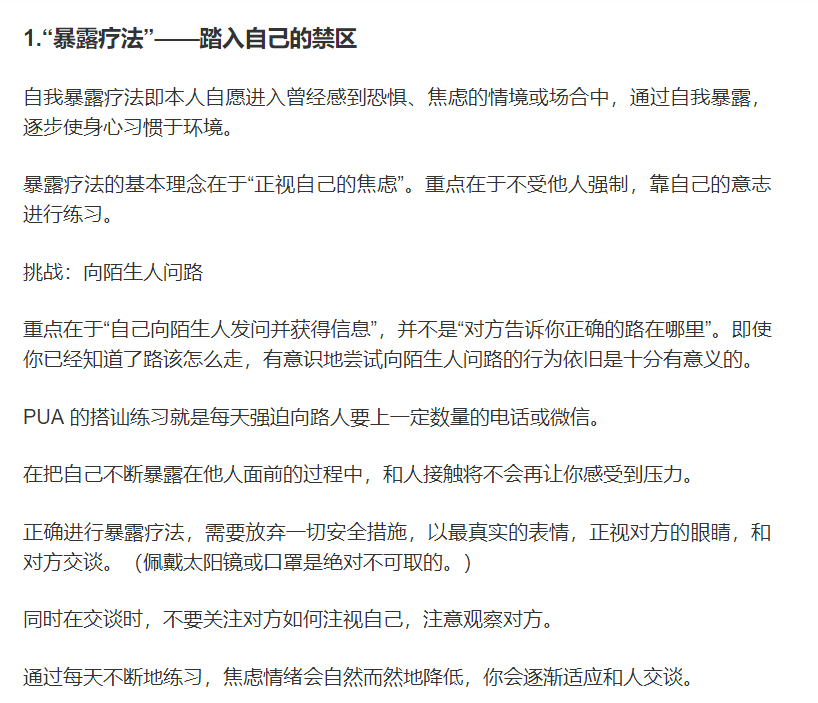 1.“暴露疗法”——踏入自己的禁区
自我暴露疗法即本人自愿进入曾经感到恐惧、焦虑的情境或场合中，通过自我暴露，
逐步使身心习惯于环境。
暴露疗法的基本理念在于“正视自己的焦虑”。重点在于不受他人强制，靠自己的意志
进行练习。
挑战：向陌生人问路
重点在于“自己向陌生人发问并获得信息”，并不是“对方告诉你正确的路在哪里”。即使
你已经知道了路该怎么走，有意识地尝试向陌生人问路的行为依旧是十分有意义的。
PUA 的搭讪练习就是每天强迫向路人要上一定数量的电话或微信。
在把自己不断暴露在他人面前的过程中，和人接触将不会再让你感受到压力。
正确进行暴露疗法，需要放弃一切安全措施，以最真实的表情，正视对方的眼睛，和
对方交谈。（佩戴太阳镜或口罩是绝对不可取的。）
同时在交谈时，不要关注对方如何注视自己，注意观察对方。
通过每天不断地练习，焦虑情绪会自然而然地降低，你会逐渐适应和人交谈。